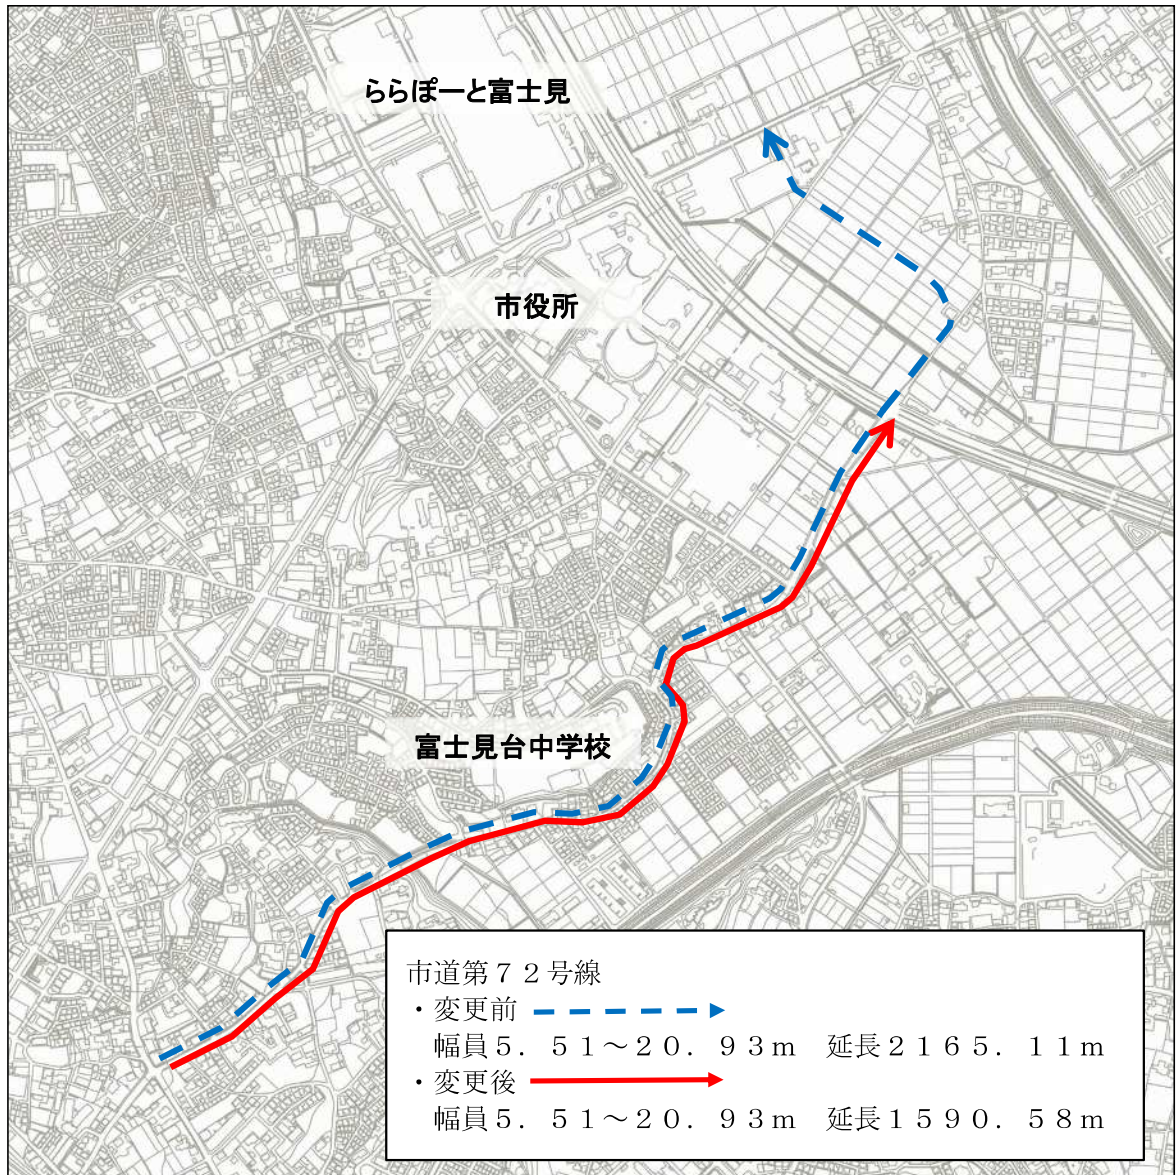 ららぽーと富士見
市役所
富士見台中学校
市道第７２号線
・変更前
幅員５．５１～２０．９３ｍ　延長２１６５．１１ｍ
・変更後
幅員５．５１～２０．９３ｍ　延長１５９０．５８ｍ